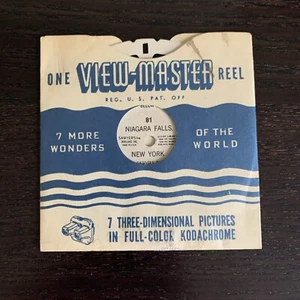 ONE VIEW-MASTER REEL
REG. U. S. PAT. OFF.
81
NIAGARA FALLS,
NEW YORK
7 MORE WONDERS
OF THE WORLD
7 THREE-DIMENSIONAL PICTURES
IN FULL-COLOR KODACHROME